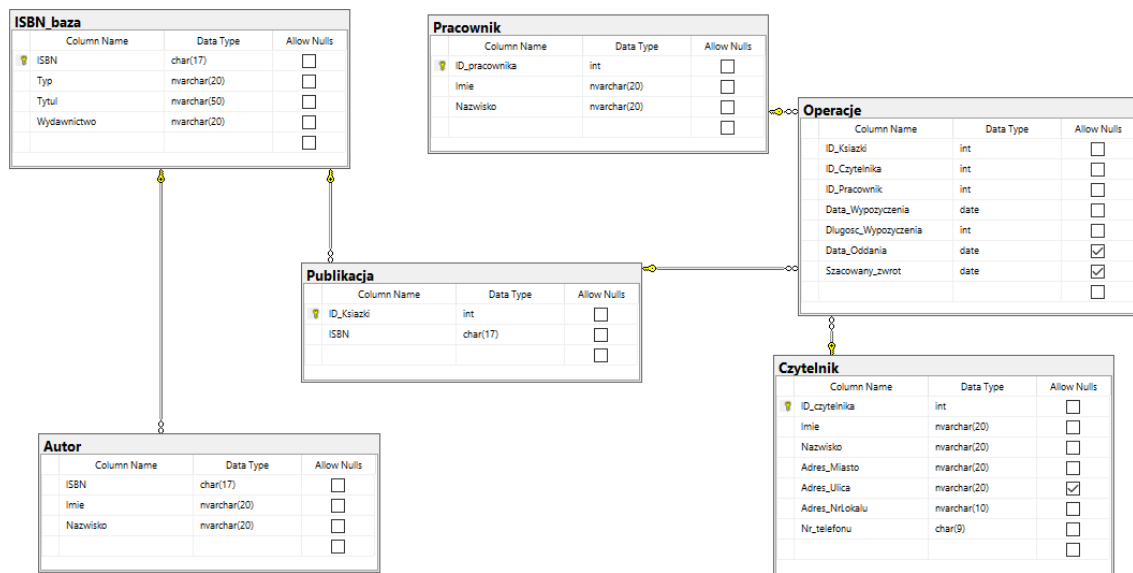 ISBN_baza
Column Name Data Type Allow Nulls
ISBN char(17)
Typ nvarchar(20)
Tytul nvarchar(50)
Wydawnictwo nvarchar(20)
Pracownik
Column Name Data Type Allow Nulls
ID_pracownika int
Imie nvarchar(20)
Nazwisko nvarchar(20)
Operacje
Column Name Data Type Allow Nulls
ID_Ksiazki int
ID_Czytelnika int
ID_Pracownik int
Data_Wypozyczenia date
Dlugosc_Wypozyczenia int
Data_Oddania date
Szacowany_zwrot date
Publikacja
Column Name Data Type Allow Nulls
ID_Ksiazki int
ISBN char(17)
Czytelnik
Column Name Data Type Allow Nulls
ID_czytelnika int
Imie nvarchar(20)
Nazwisko nvarchar(20)
Adres_Miasto nvarchar(20)
Adres_Ulica nvarchar(20)
Adres_NrLokalu nvarchar(10)
Nr_telefonu char(9)
Autor
Column Name Data Type Allow Nulls
ISBN char(17)
Imie nvarchar(20)
Nazwisko nvarchar(20)